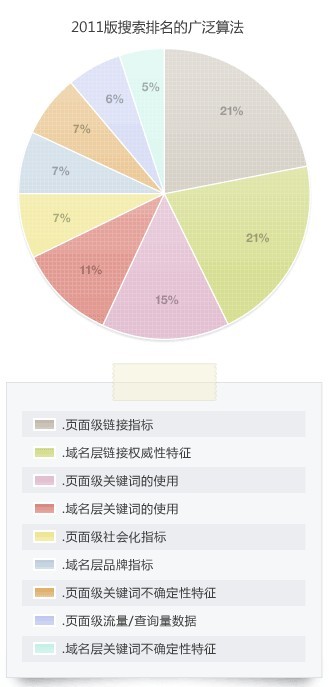 2011版搜索排名的广泛算法
5%
6%
21%
7%
7%
7%
21%
11%
15%
.页面级链接指标
.域名层链接权威性特征
.页面级关键词的使用
.域名层关键词的使用
.页面级社会化指标
.域名层品牌指标
.页面级关键词不确定性特征
.页面级流量/查询量数据
.域名层关键词不确定性特征